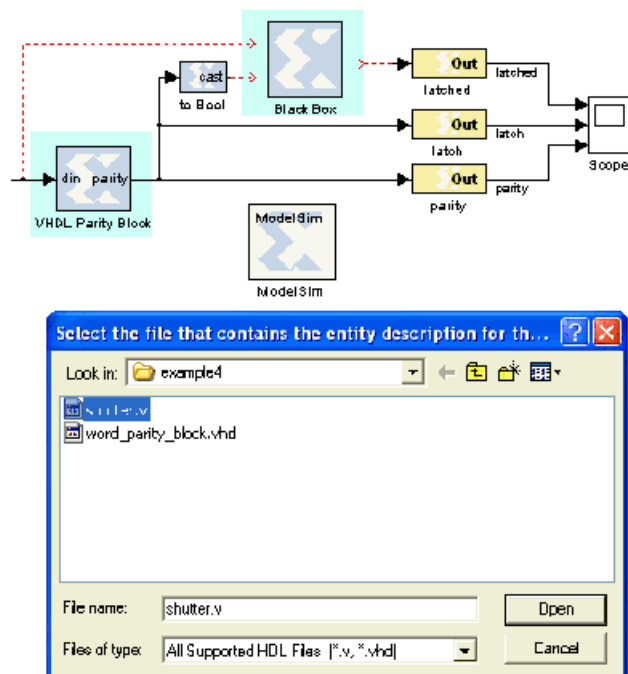 cast
to Bool
Black Box
Out
latched
latched
Out
latch
latch
Out
parity
parity
Scope
din parity
VHDL Parity Block
ModelSim
ModelSim
Select the file that contains the entity description for th...
Look in: example4
shutter.v
word_parity_block.vhd
File name: shutter.v Open
Files of type: All Supported HDL Files (*.v, *.vhd) Cancel